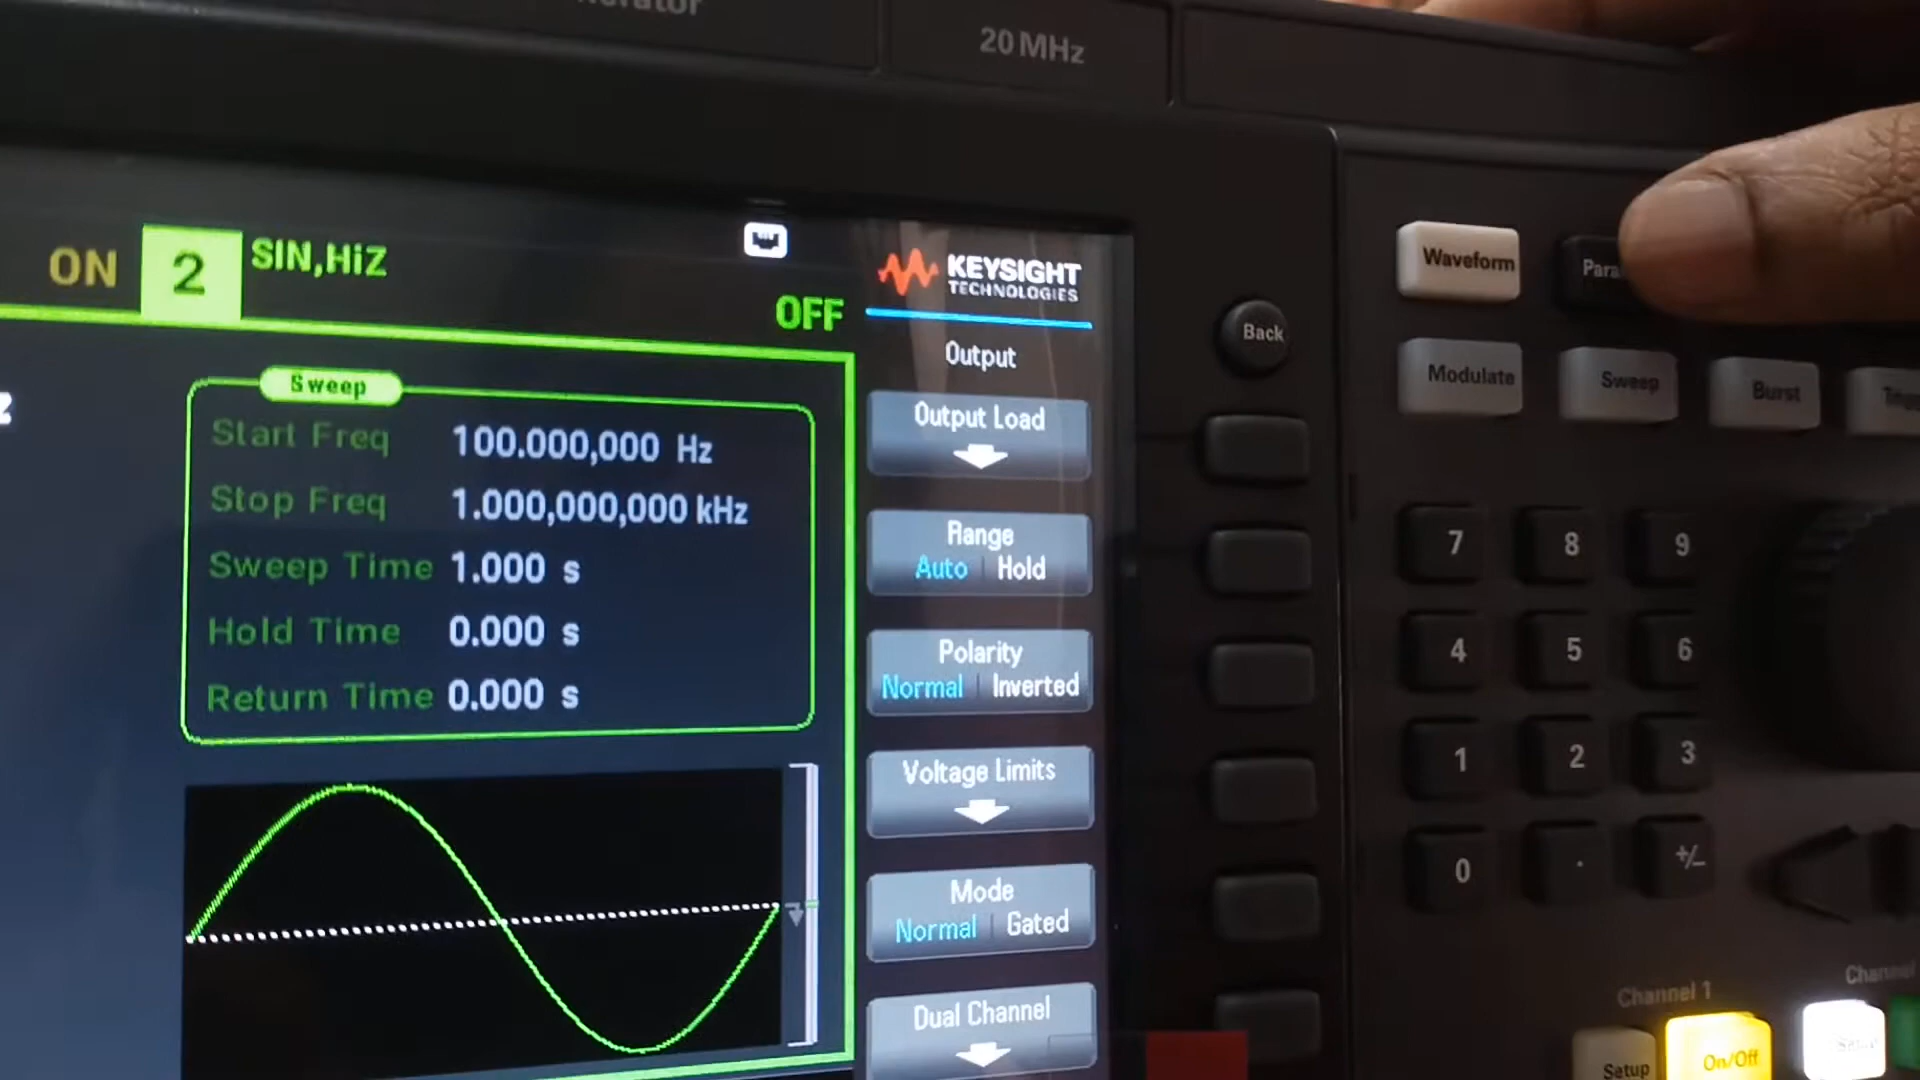 20 MHz
ON
2
SIN,HiZ
OFF
KEYSIGHT
TECHNOLOGIES
Output
Output Load
Range
Auto Hold
Polarity
Normal Inverted
Voltage Limits
Mode
Normal Gated
Dual Channel
Sweep
Start Freq 100.000,000 Hz
Stop Freq 1.000,000,000 kHz
Sweep Time 1.000 s
Hold Time 0.000 s
Return Time 0.000 s
Back
Waveform
Modulate Sweep Burst
7 8 9
4 5 6
1 2 3
0 . +/-
Channel 1
Channel
Setup On/Off